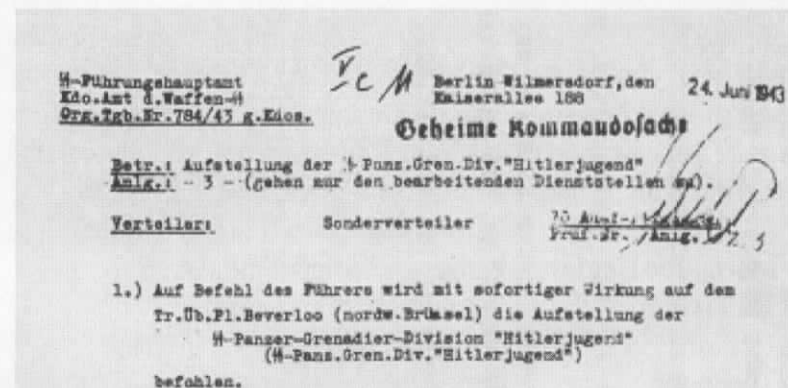 ϟϟ-Führungshauptamt
Kdo.Amt d.Waffen-ϟϟ
Org.Tgb.Nr.784/43 g.Kdos.
V c
Berlin Wilmersdorf,den 24. Juni 1943
Kaiserallee 188
Geheime Kommandosache
Betr.: Aufstellung der ϟϟ-Panz.Gren.Div."Hitlerjugend"
Anlg.: - 3 - (gehen nur den bearbeitenden Dienststellen zu).
Verteiler: Sonderverteiler
Prüf.Nr. Anlg.
1.) Auf Befehl des Führers wird mit sofortiger Wirkung auf dem
Tr.Üb.Pl.Beverloo (nordw.Brüssel) die Aufstellung der
ϟϟ-Panzer-Grenadier-Division "Hitlerjugend"
(ϟϟ-Panz.Gren.Div."Hitlerjugend")
befohlen.